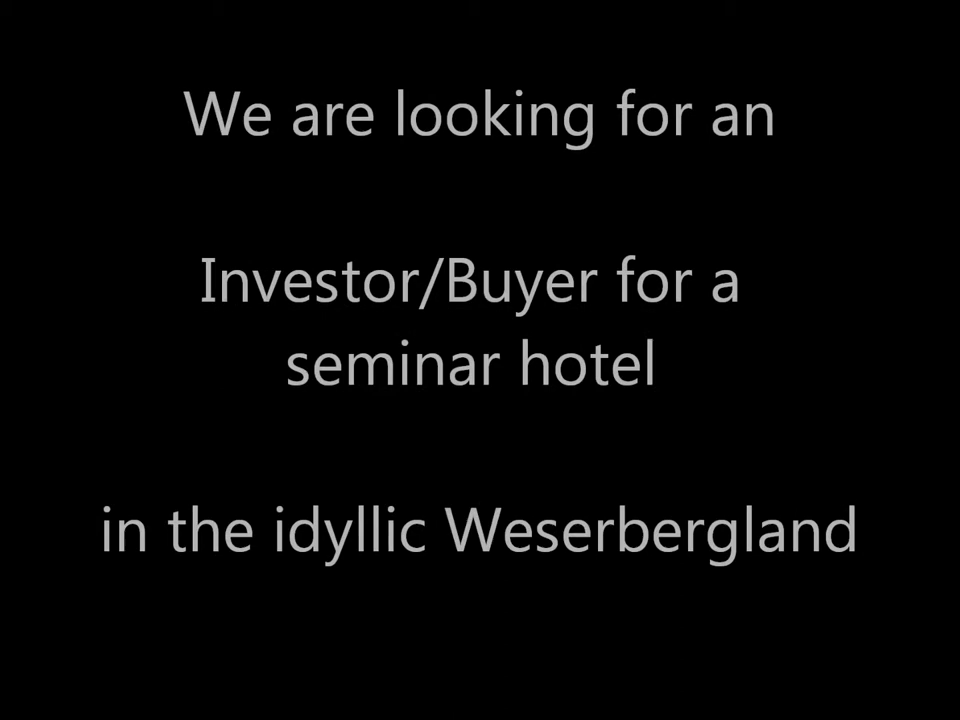 We are looking for an
Investor/Buyer for a
seminar hotel
in the idyllic Weserbergland